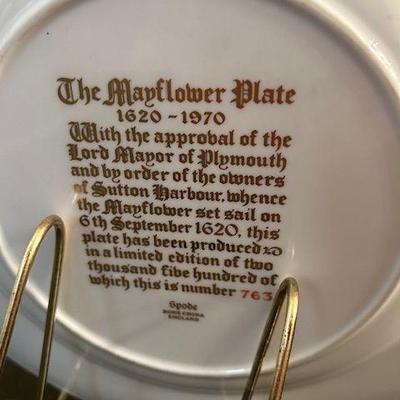 The Mayflower Plate
1620 - 1970
With the approval of the
Lord Mayor of Plymouth
and by order of the owners
of Sutton Harbour, whence
the Mayflower set sail on
6th September 1620, this
plate has been produced
in a limited edition of two
thousand five hundred of
which this is number 763
Spode
BONE CHINA
ENGLAND